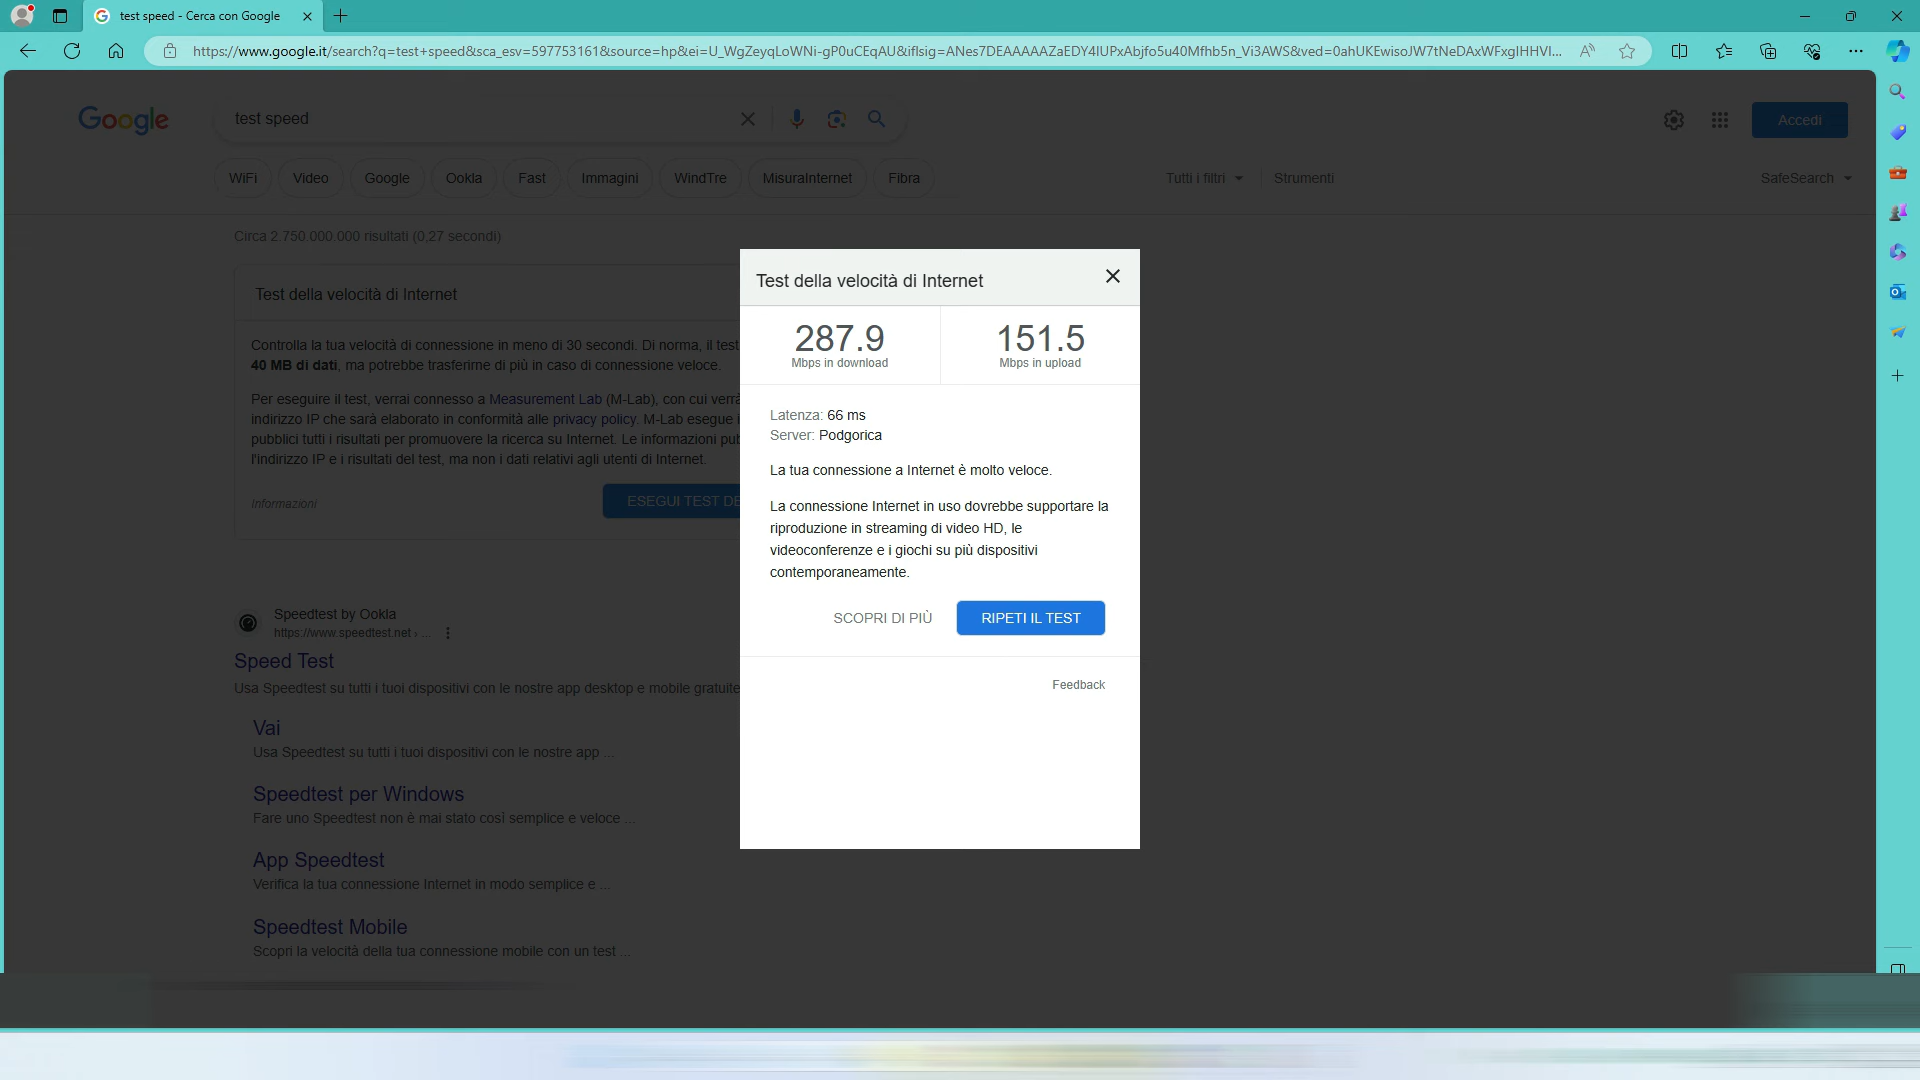 test speed - Cerca con Google
https://www.google.it/search?q=test+speed&sca_esv=597753161&source=hp&ei=U_WgZeyqLoWNi-gP0uCEqAU&iflsig=ANes7DEAAAAAZaEDY4IUPxAbjfo5u40Mfhb5n_Vi3AWS&ved=0ahUKEwisoJW7tNeDAxWFxgIHHVI...
Google
test speed
Accedi
WiFi
Video
Google
Ookla
Fast
Immagini
WindTre
MisuraInternet
Fibra
Tutti i filtri
Strumenti
SafeSearch
Circa 2.750.000.000 risultati (0,27 secondi)
Test della velocità di Internet
Controlla la tua velocità di connessione in meno di 30 secondi. Di norma, il test
40 MB di dati, ma potrebbe trasferirne di più in caso di connessione veloce.
Per eseguire il test, verrai connesso a Measurement Lab (M-Lab), con cui verrà
indirizzo IP che sarà elaborato in conformità alle privacy policy. M-Lab esegue i
pubblici tutti i risultati per promuovere la ricerca su Internet. Le informazioni pub
l'indirizzo IP e i risultati del test, ma non i dati relativi agli utenti di Internet.
Informazioni
ESEGUI TEST DE
Speedtest by Ookla
https://www.speedtest.net › ...
Speed Test
Usa Speedtest su tutti i tuoi dispositivi con le nostre app desktop e mobile gratuite
Vai
Usa Speedtest su tutti i tuoi dispositivi con le nostre app ...
Speedtest per Windows
Fare uno Speedtest non è mai stato così semplice e veloce ...
App Speedtest
Verifica la tua connessione Internet in modo semplice e ...
Speedtest Mobile
Scopri la velocità della tua connessione mobile con un test ...
Test della velocità di Internet
287.9
Mbps in download
151.5
Mbps in upload
Latenza: 66 ms
Server: Podgorica
La tua connessione a Internet è molto veloce.
La connessione Internet in uso dovrebbe supportare la
riproduzione in streaming di video HD, le
videoconferenze e i giochi su più dispositivi
contemporaneamente.
SCOPRI DI PIÙ
RIPETI IL TEST
Feedback